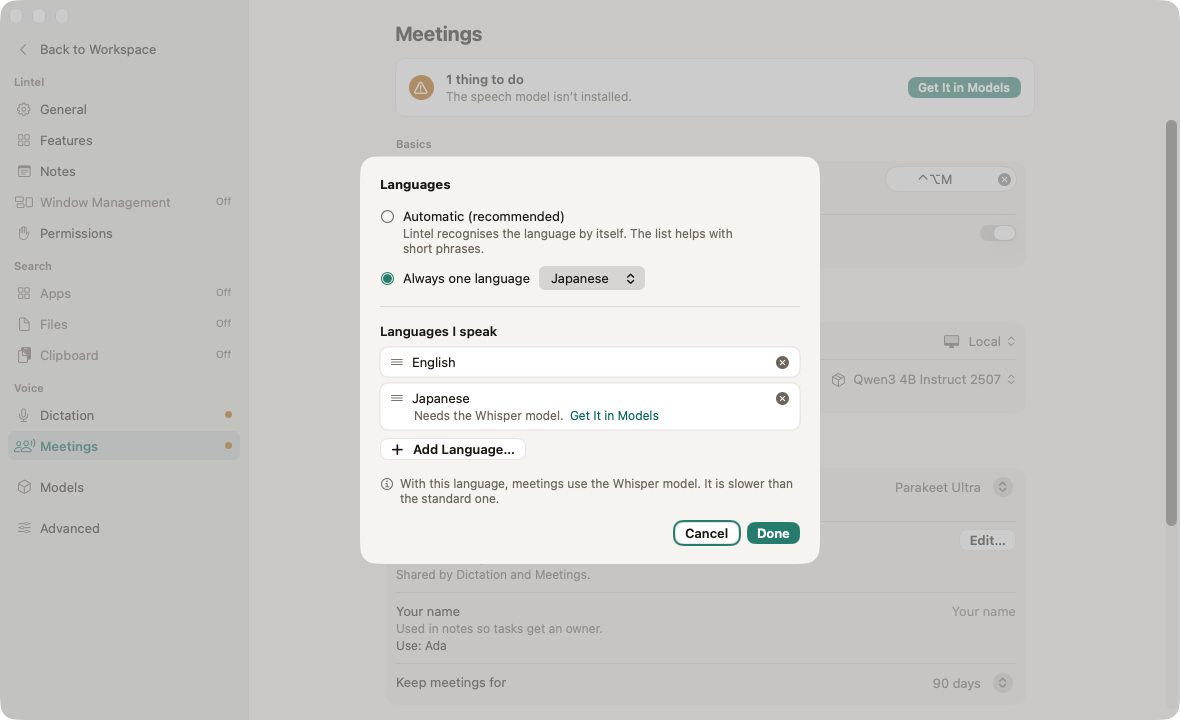 Back to Workspace
Lintel
General
Features
Notes
Window Management Off
Permissions
Search
Apps Off
Files Off
Clipboard Off
Voice
Dictation
Meetings
Models
Advanced
Meetings
1 thing to do
The speech model isn't installed.
Get It in Models
Basics
⌃⌥M
Languages
Automatic (recommended)
Lintel recognises the language by itself. The list helps with
short phrases.
Always one language Japanese
Languages I speak
English
Japanese
Needs the Whisper model. Get It in Models
Add Language...
With this language, meetings use the Whisper model. It is slower than
the standard one.
Cancel Done
Local
Qwen3 4B Instruct 2507
Parakeet Ultra
Edit...
Shared by Dictation and Meetings.
Your name Your name
Used in notes so tasks get an owner.
Use: Ada
Keep meetings for 90 days